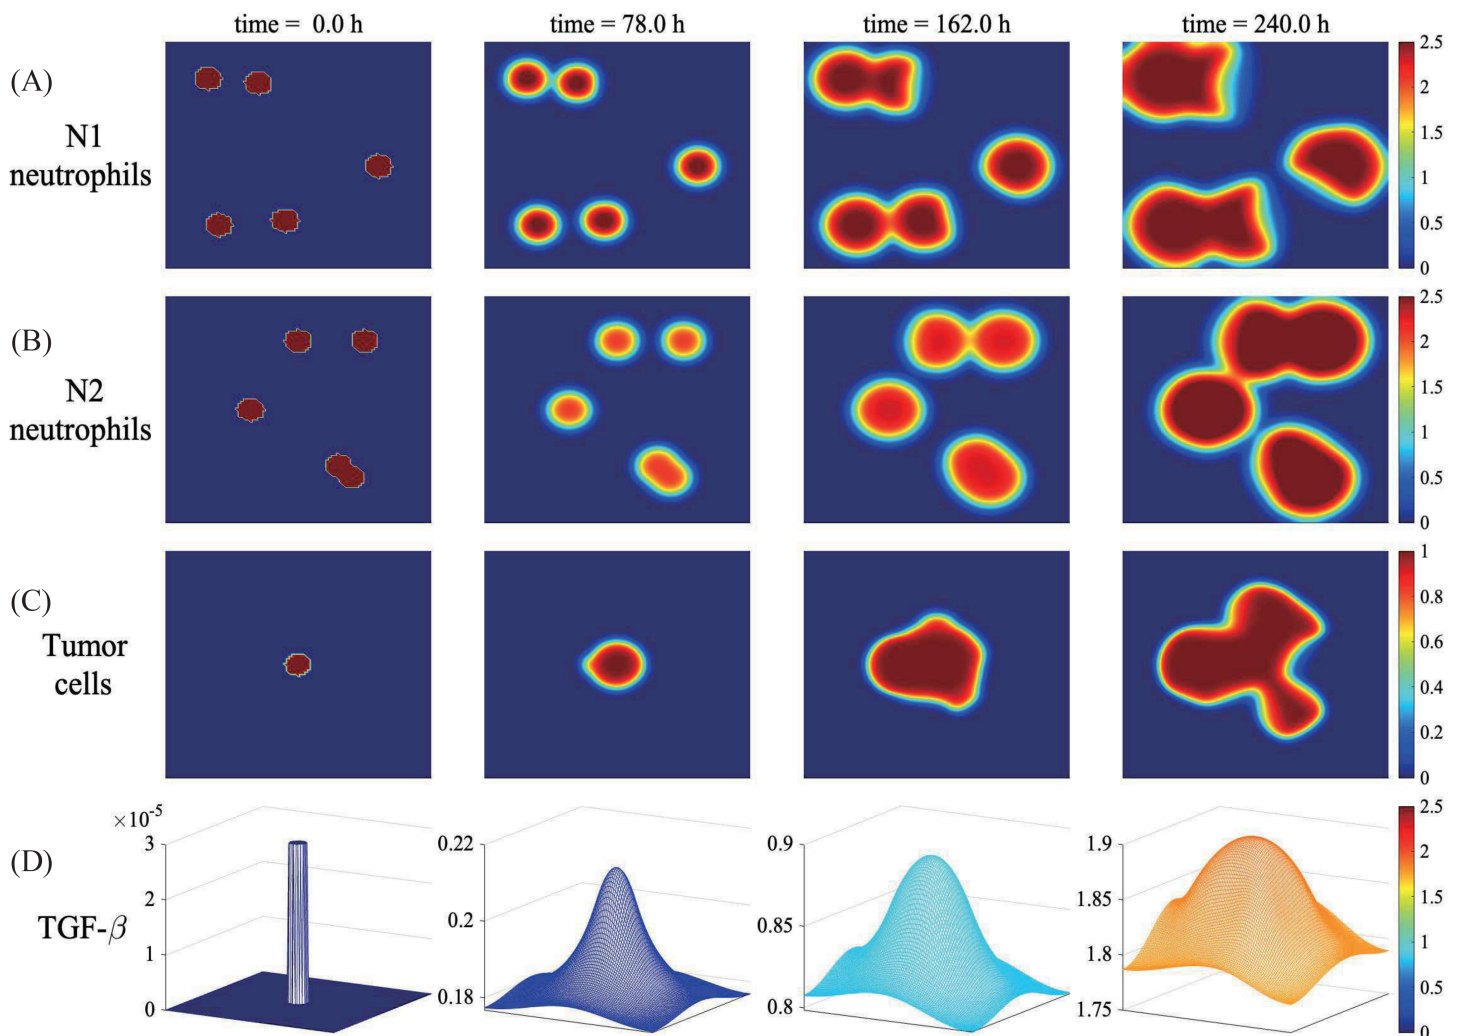 time = 0.0 h
time = 78.0 h
time = 162.0 h
time = 240.0 h
(A)
N1
neutrophils
2.5
2
1.5
1
0.5
0
(B)
N2
neutrophils
2.5
2
1.5
1
0.5
0
(C)
Tumor
cells
1
0.8
0.6
0.4
0.2
0
(D)
TGF-β
×10-5
3
2
1
0
0.22
0.2
0.18
0.9
0.85
0.8
1.9
1.85
1.8
1.75
2.5
2
1.5
1
0.5
0